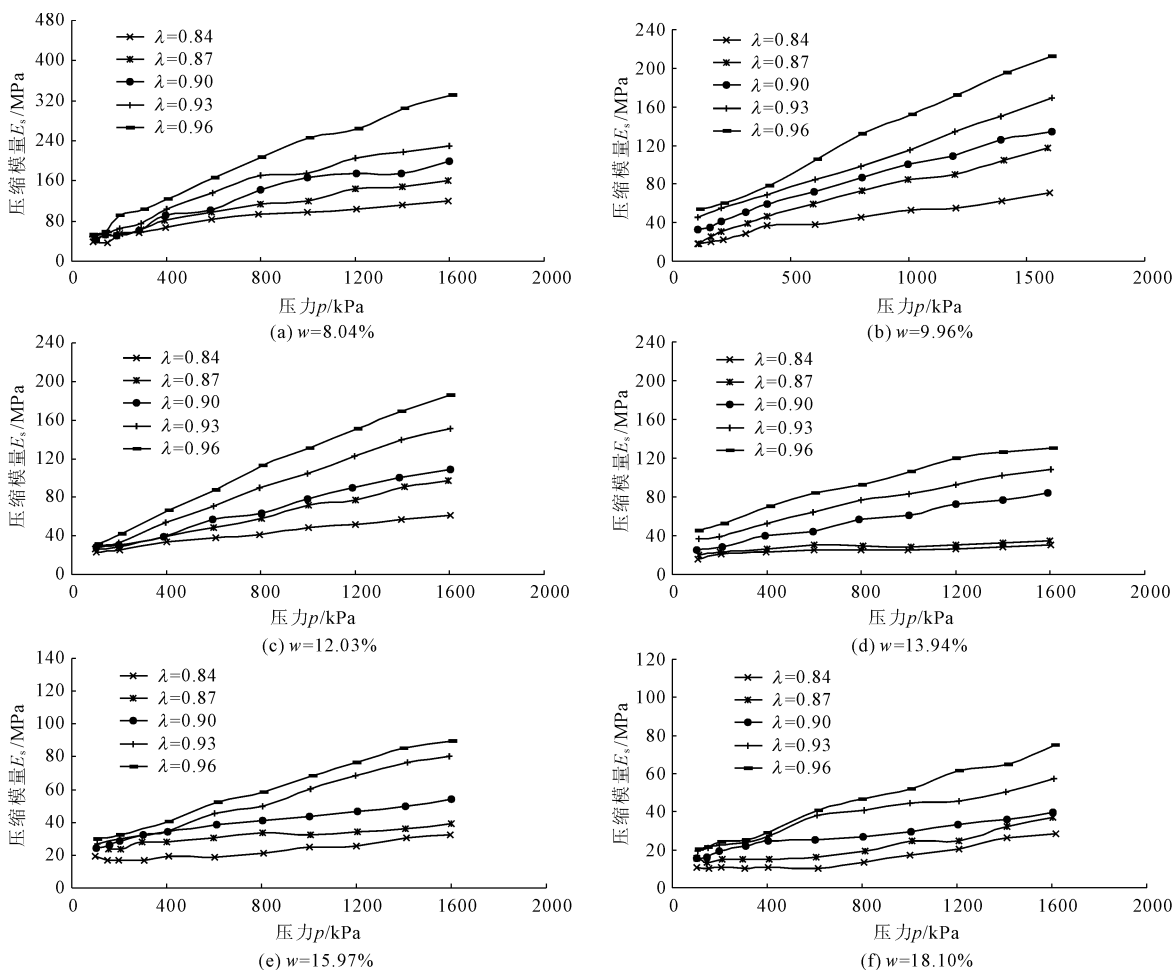 480
400
320
240
160
80
0
压缩模量Es/MPa
λ=0.84
λ=0.87
λ=0.90
λ=0.93
λ=0.96
0 400 800 1200 1600 2000
压力p/kPa
(a) w=8.04%
240
200
160
120
80
40
0
压缩模量Es/MPa
λ=0.84
λ=0.87
λ=0.90
λ=0.93
λ=0.96
0 500 1000 1500 2000
压力p/kPa
(b) w=9.96%
240
200
160
120
80
40
0
压缩模量Es/MPa
λ=0.84
λ=0.87
λ=0.90
λ=0.93
λ=0.96
0 400 800 1200 1600 2000
压力p/kPa
(c) w=12.03%
240
200
160
120
80
40
0
压缩模量Es/MPa
λ=0.84
λ=0.87
λ=0.90
λ=0.93
λ=0.96
0 400 800 1200 1600 2000
压力p/kPa
(d) w=13.94%
140
120
100
80
60
40
20
0
压缩模量Es/MPa
λ=0.84
λ=0.87
λ=0.90
λ=0.93
λ=0.96
0 400 800 1200 1600 2000
压力p/kPa
(e) w=15.97%
120
100
80
60
40
20
0
压缩模量Es/MPa
λ=0.84
λ=0.87
λ=0.90
λ=0.93
λ=0.96
0 400 800 1200 1600 2000
压力p/kPa
(f) w=18.10%